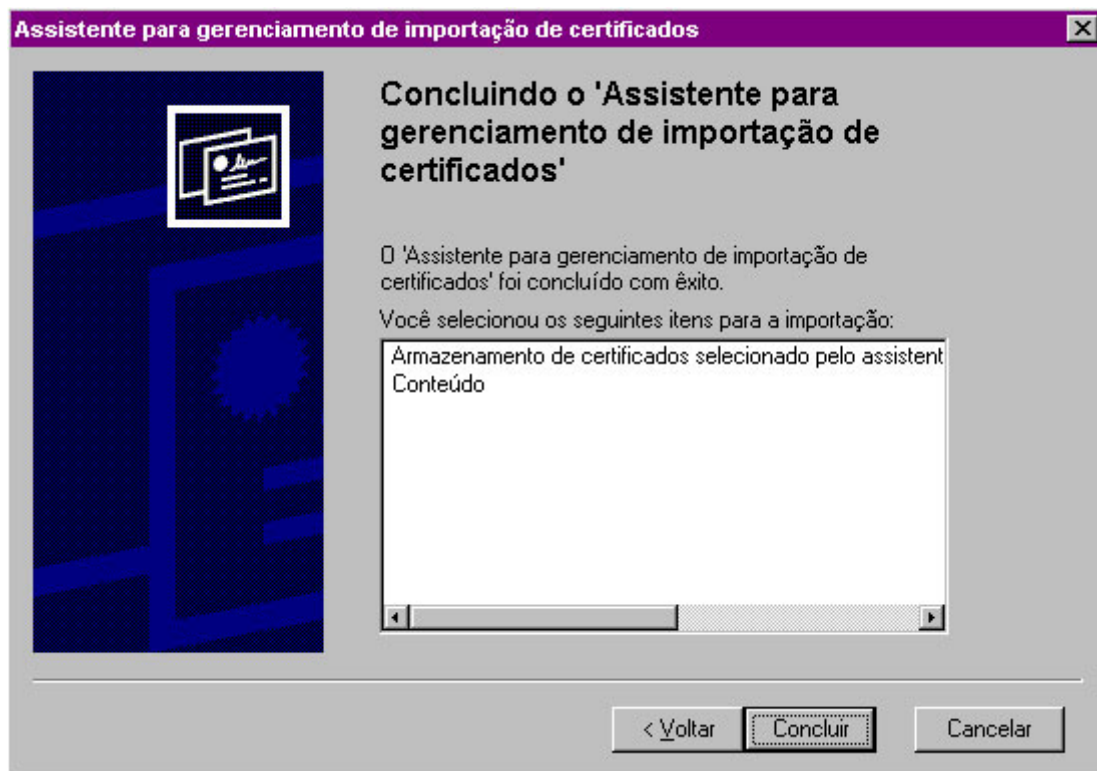 Assistente para gerenciamento de importação de certificados
Concluindo o 'Assistente para
gerenciamento de importação de
certificados'
O 'Assistente para gerenciamento de importação de
certificados' foi concluído com êxito.
Você selecionou os seguintes itens para a importação:
Armazenamento de certificados selecionado pelo assistent
Conteúdo
< Voltar Concluir Cancelar